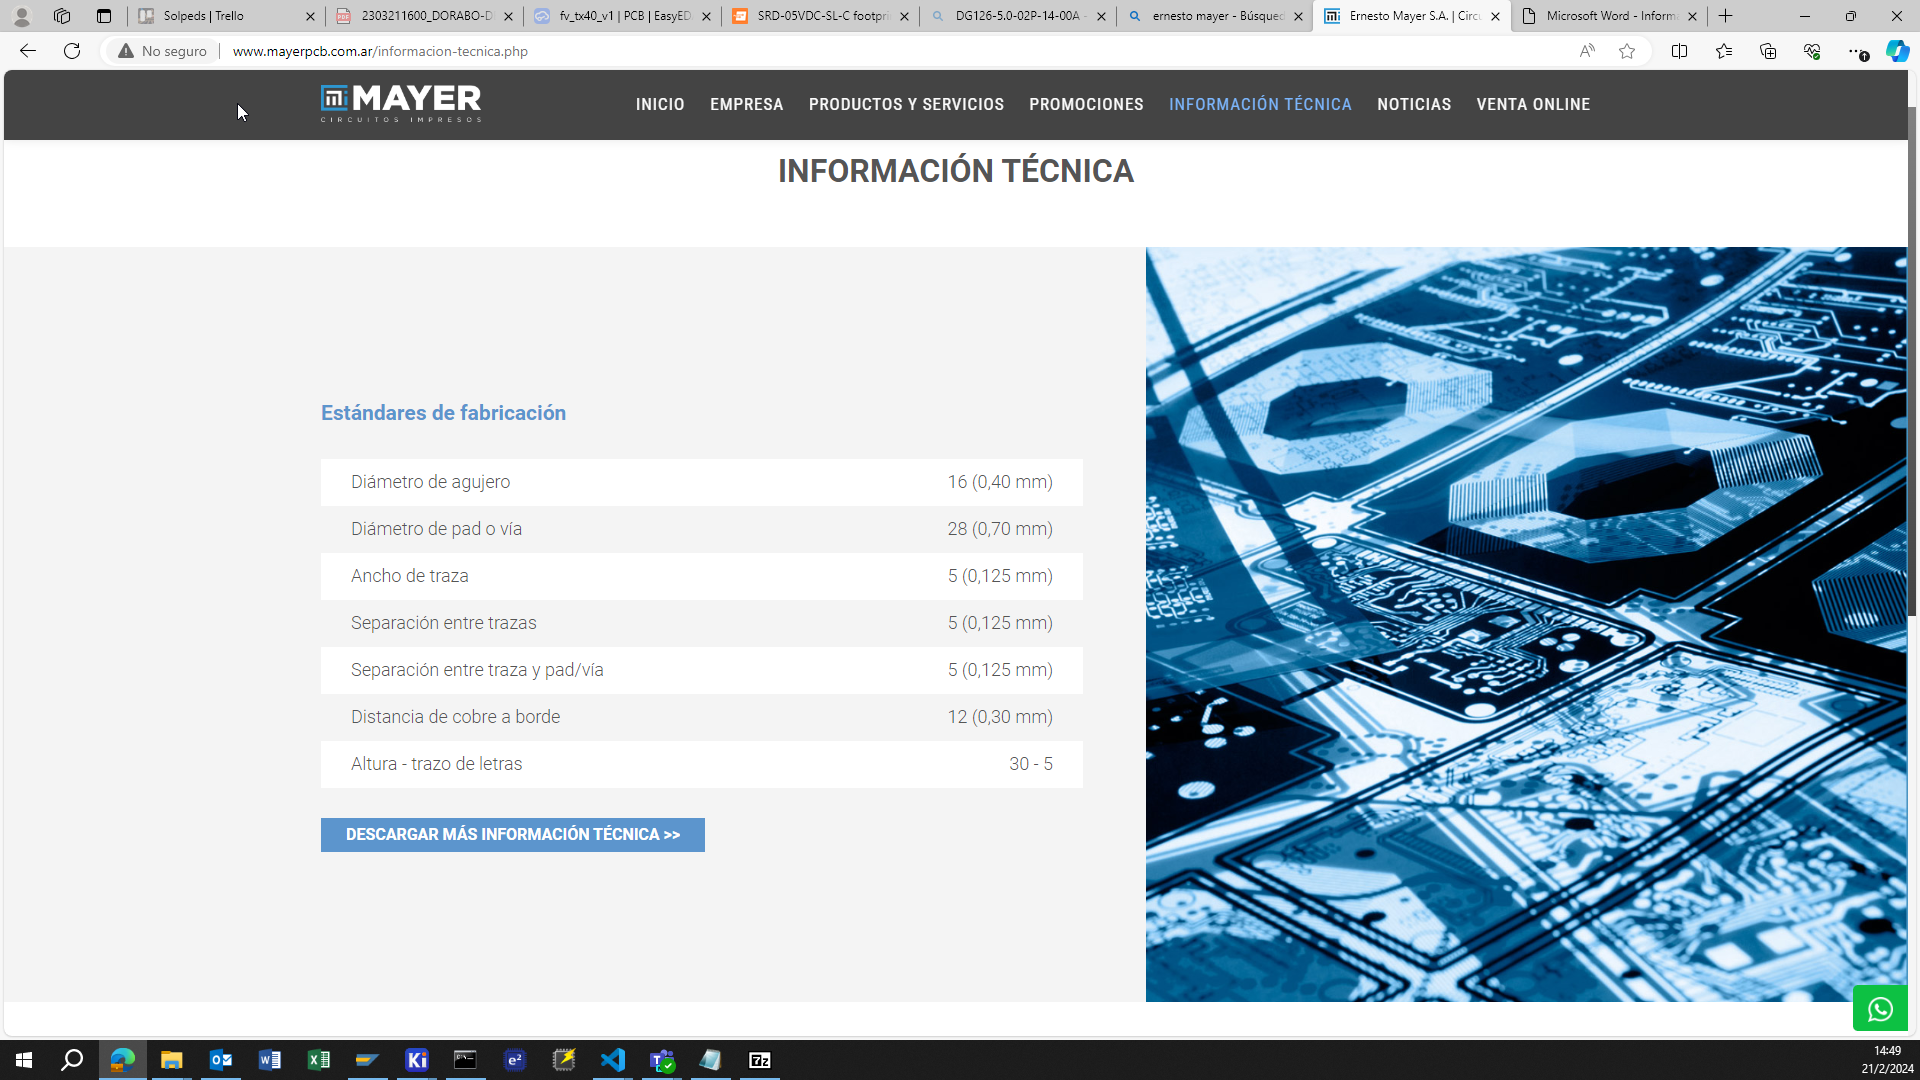 Solpeds | Trello
2303211600_DORABO-D
fv_tx40_v1 | PCB | EasyED
SRD-05VDC-SL-C footpri
DG126-5.0-02P-14-00A -
ernesto mayer - Búsqued
Ernesto Mayer S.A. | Circu
Microsoft Word - Inform
No seguro
www.mayerpcb.com.ar/informacion-tecnica.php
MAYER
CIRCUITOS IMPRESOS
INICIO
EMPRESA
PRODUCTOS Y SERVICIOS
PROMOCIONES
INFORMACIÓN TÉCNICA
NOTICIAS
VENTA ONLINE
INFORMACIÓN TÉCNICA
Estándares de fabricación
Diámetro de agujero 16 (0,40 mm)
Diámetro de pad o vía 28 (0,70 mm)
Ancho de traza 5 (0,125 mm)
Separación entre trazas 5 (0,125 mm)
Separación entre traza y pad/vía 5 (0,125 mm)
Distancia de cobre a borde 12 (0,30 mm)
Altura - trazo de letras 30 - 5
DESCARGAR MÁS INFORMACIÓN TÉCNICA >>
14:49
21/2/2024